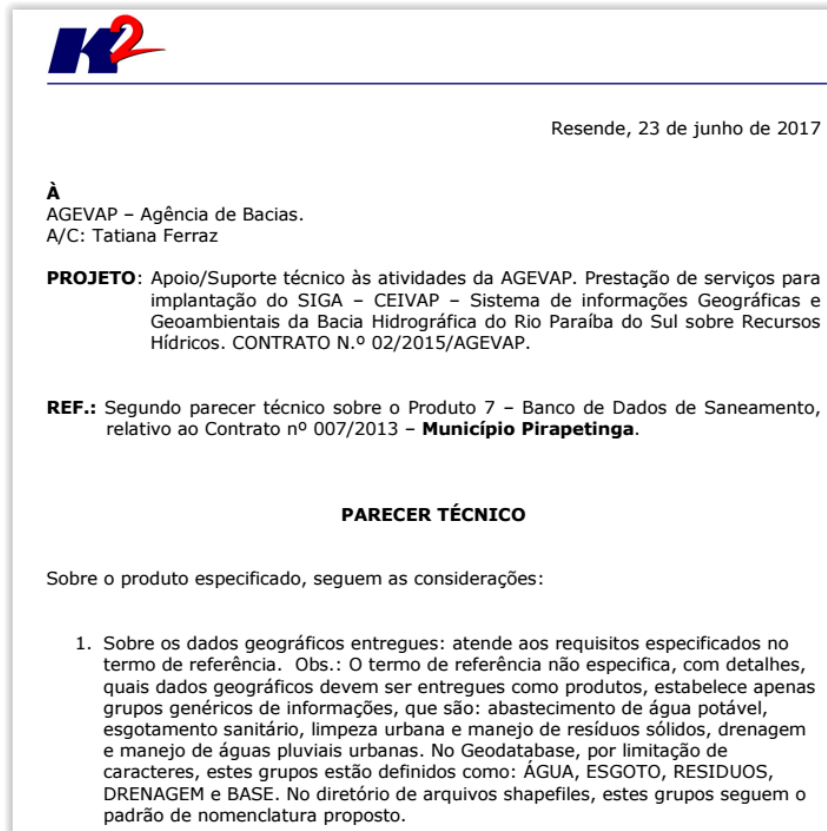 K2
Resende, 23 de junho de 2017
À
AGEVAP – Agência de Bacias.
A/C: Tatiana Ferraz
PROJETO: Apoio/Suporte técnico às atividades da AGEVAP. Prestação de serviços para
implantação do SIGA – CEIVAP – Sistema de informações Geográficas e
Geoambientais da Bacia Hidrográfica do Rio Paraíba do Sul sobre Recursos
Hídricos. CONTRATO N.º 02/2015/AGEVAP.
REF.: Segundo parecer técnico sobre o Produto 7 – Banco de Dados de Saneamento,
relativo ao Contrato nº 007/2013 – Município Pirapetinga.
PARECER TÉCNICO
Sobre o produto especificado, seguem as considerações:
1. Sobre os dados geográficos entregues: atende aos requisitos especificados no
termo de referência. Obs.: O termo de referência não especifica, com detalhes,
quais dados geográficos devem ser entregues como produtos, estabelece apenas
grupos genéricos de informações, que são: abastecimento de água potável,
esgotamento sanitário, limpeza urbana e manejo de resíduos sólidos, drenagem
e manejo de águas pluviais urbanas. No Geodatabase, por limitação de
caracteres, estes grupos estão definidos como: ÁGUA, ESGOTO, RESIDUOS,
DRENAGEM e BASE. No diretório de arquivos shapefiles, estes grupos seguem o
padrão de nomenclatura proposto.